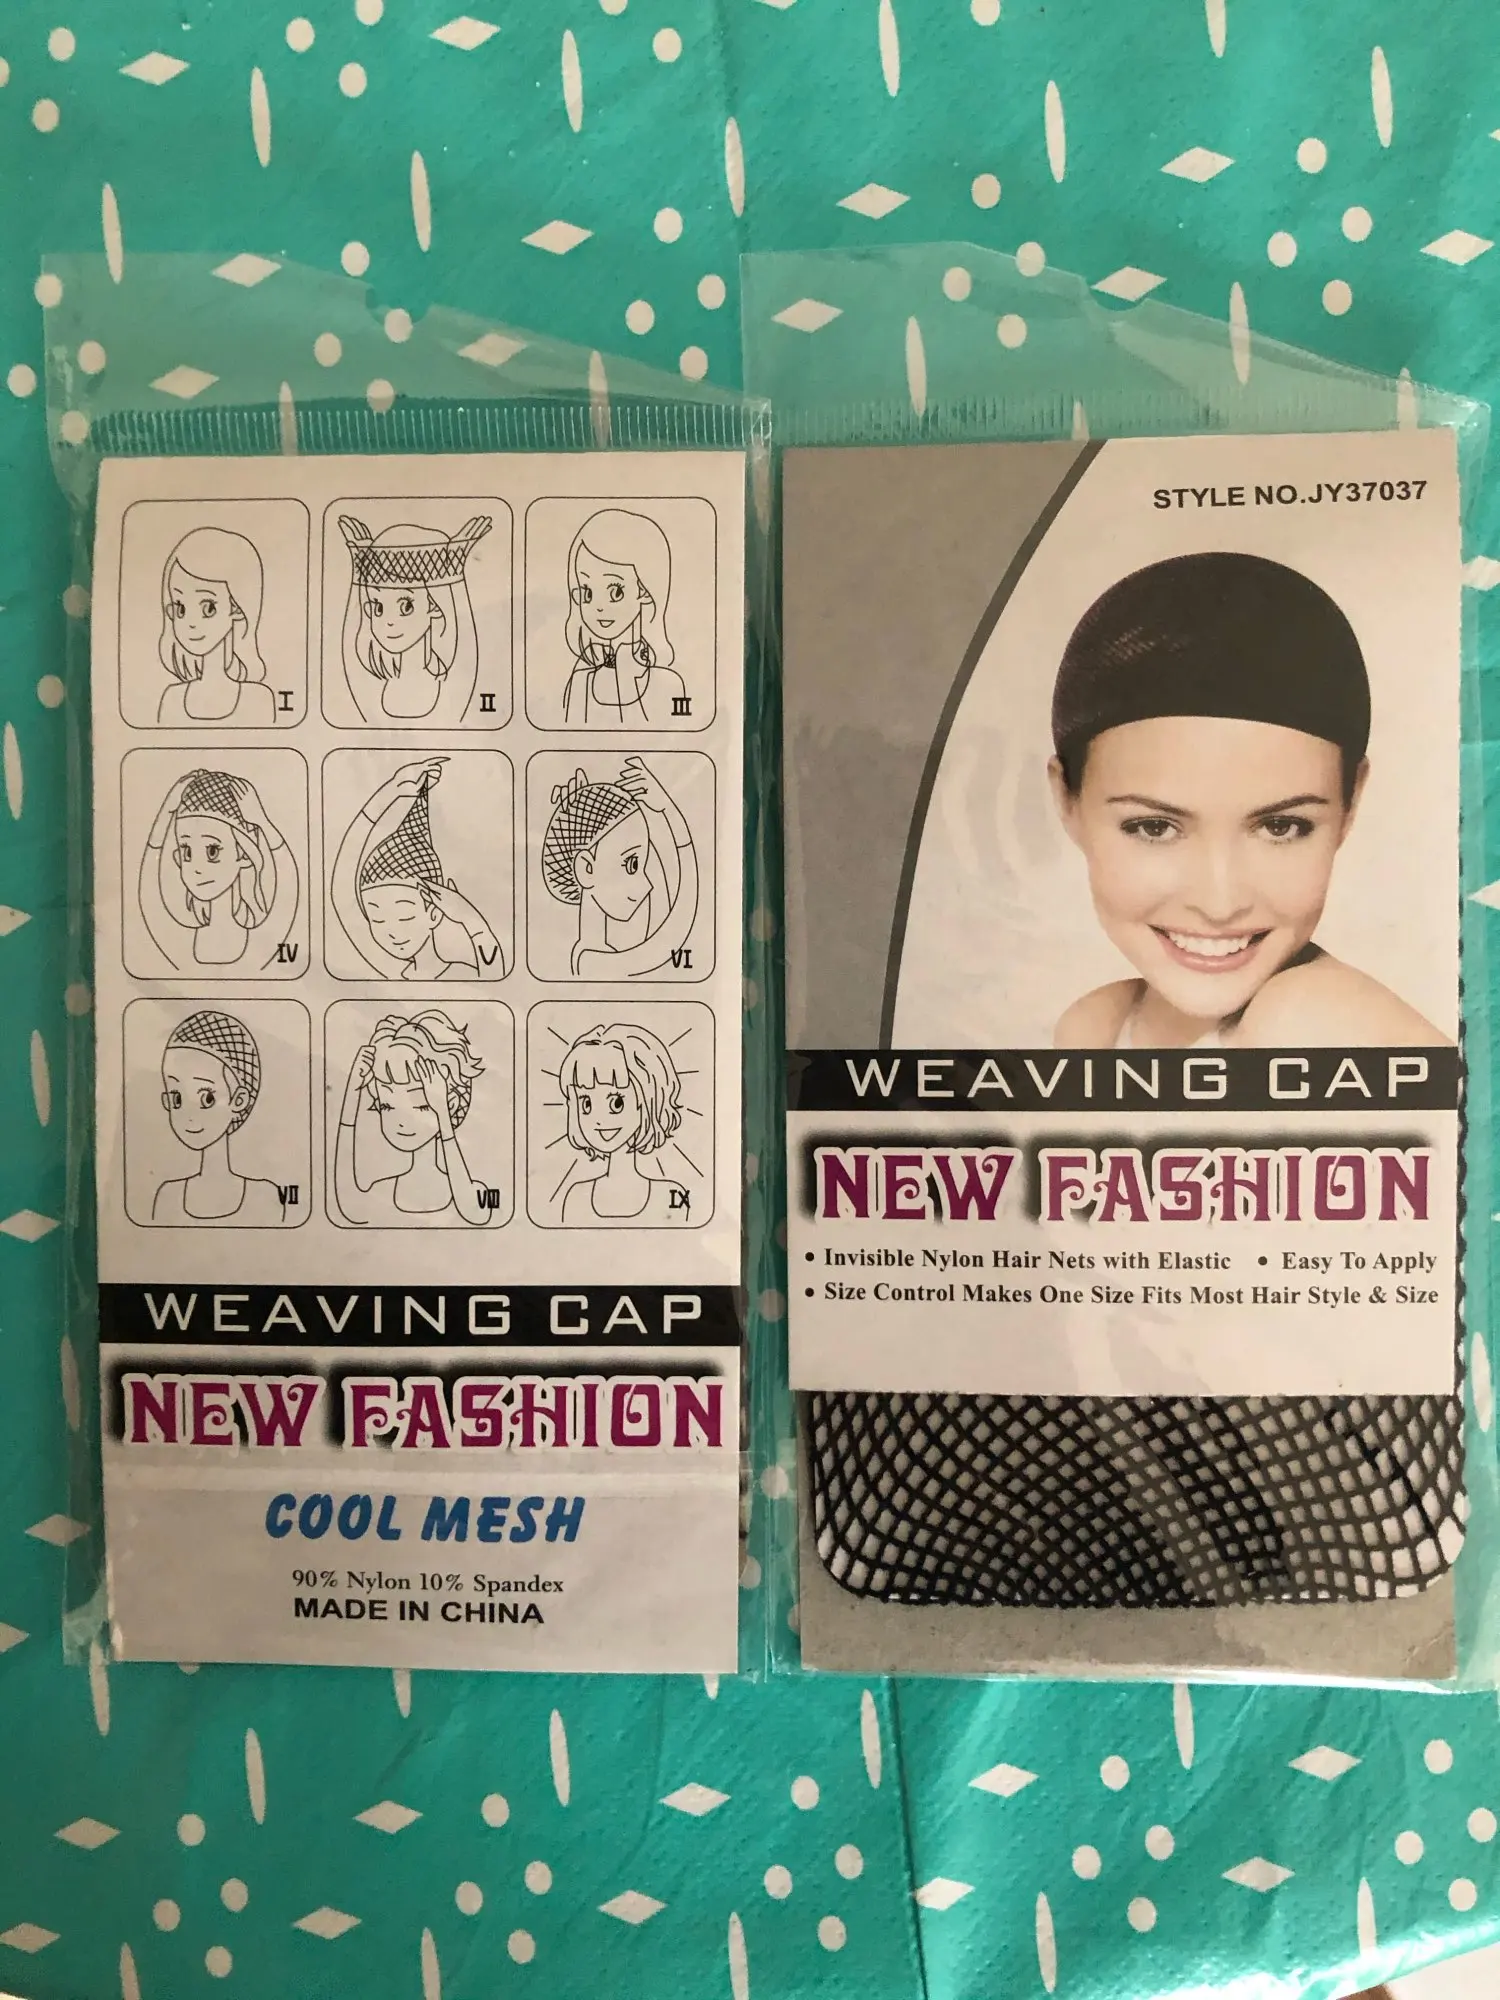 I
II
III
IV
V
VI
VII
VIII
IX
WEAVING CAP
NEW FASHION
COOL MESH
90% Nylon 10% Spandex
MADE IN CHINA
STYLE NO.JY37037
WEAVING CAP
NEW FASHION
• Invisible Nylon Hair Nets with Elastic • Easy To Apply
• Size Control Makes One Size Fits Most Hair Style & Size